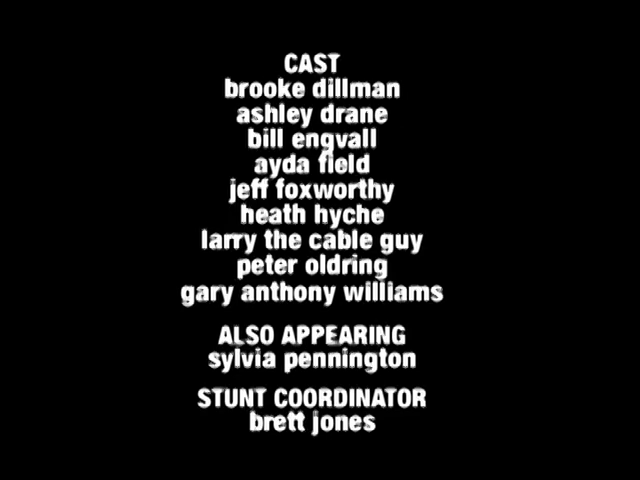 CAST
brooke dillman
ashley drane
bill engvall
ayda field
jeff foxworthy
heath hyche
larry the cable guy
peter oldring
gary anthony williams
ALSO APPEARING
sylvia pennington
STUNT COORDINATOR
brett jones